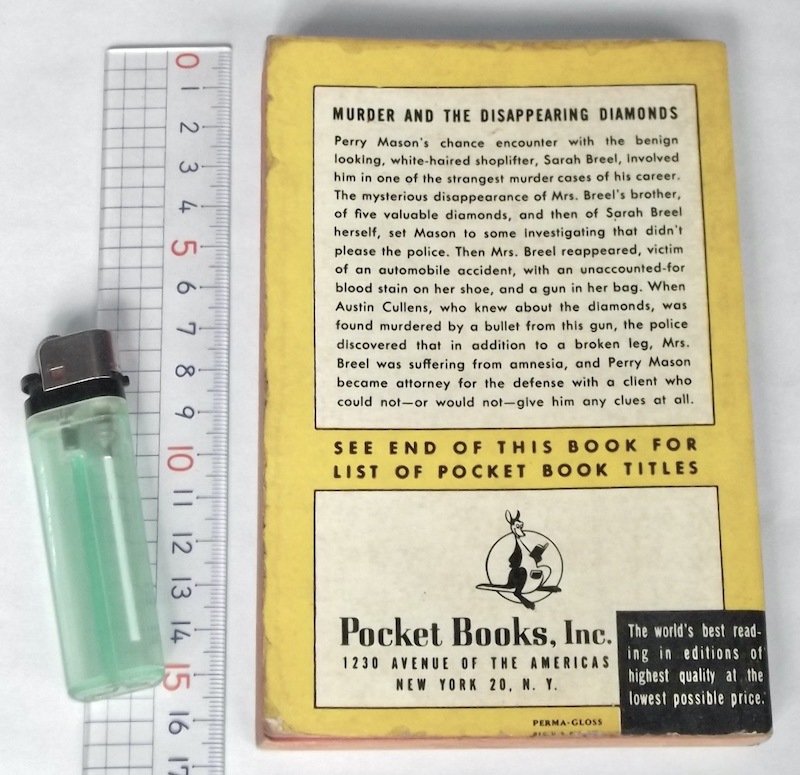 0
1
2
3
4
5
6
7
8
9
10
11
12
13
14
15
16
17
MURDER AND THE DISAPPEARING DIAMONDS
Perry Mason's chance encounter with the benign
looking, white-haired shoplifter, Sarah Breel, involved
him in one of the strangest murder cases of his career.
The mysterious disappearance of Mrs. Breel's brother,
of five valuable diamonds, and then of Sarah Breel
herself, set Mason to some investigating that didn't
please the police. Then Mrs. Breel reappeared, victim
of an automobile accident, with an unaccounted-for
blood stain on her shoe, and a gun in her bag. When
Austin Cullens, who knew about the diamonds, was
found murdered by a bullet from this gun, the police
discovered that in addition to a broken leg, Mrs.
Breel was suffering from amnesia, and Perry Mason
became attorney for the defense with a client who
could not—or would not—give him any clues at all.
SEE END OF THIS BOOK FOR
LIST OF POCKET BOOK TITLES
Pocket Books, Inc.
1230 AVENUE OF THE AMERICAS
NEW YORK 20, N. Y.
The world's best read-
ing in editions of
highest quality at the
lowest possible price.
PERMA-GLOSS